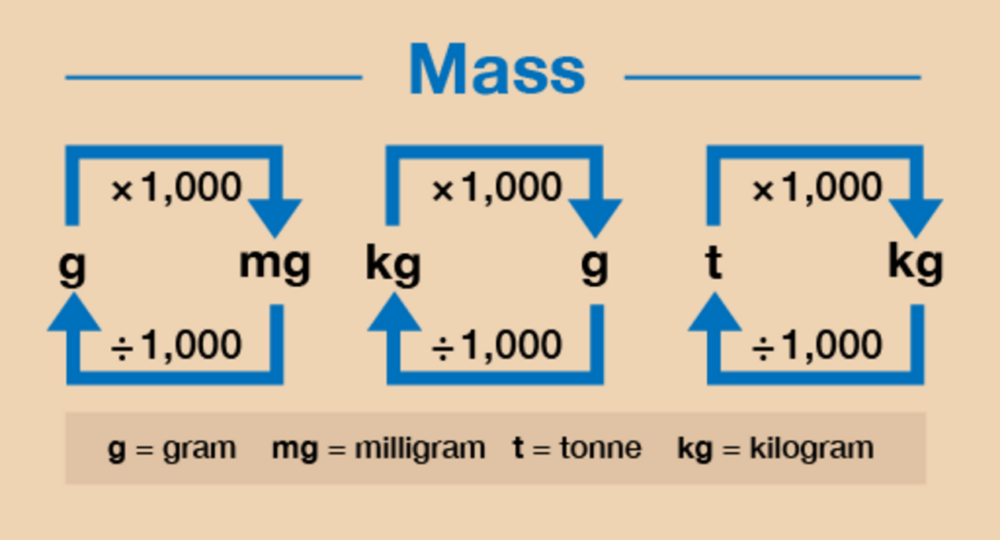 Mass
×1,000 ×1,000 ×1,000
g mg kg g t kg
÷1,000 ÷1,000 ÷1,000
g = gram mg = milligram t = tonne kg = kilogram